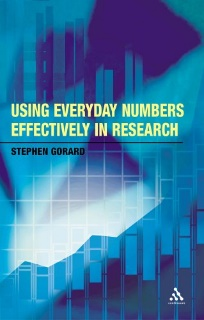 USING EVERYDAY NUMBERS
EFFECTIVELY IN RESEARCH
STEPHEN GORARD